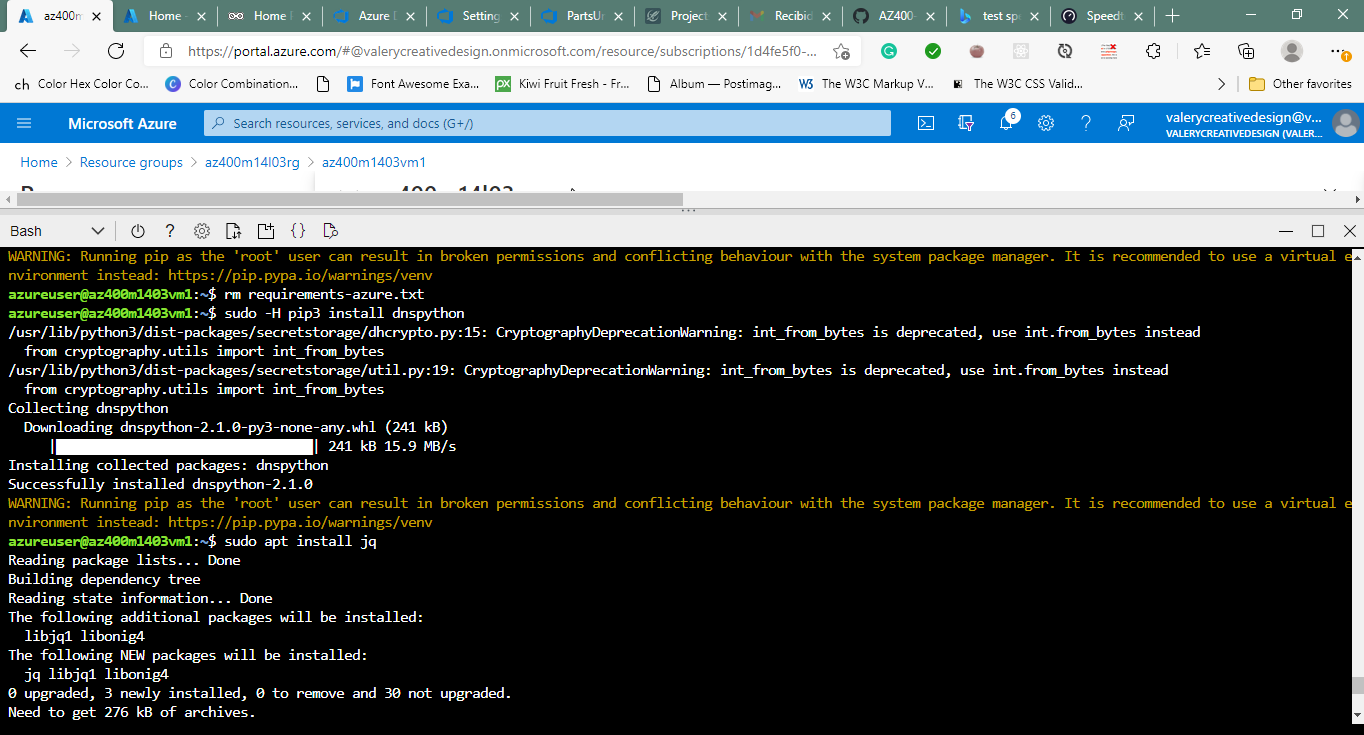 az400m
Home -
Home
Azure D
Setting
PartsUr
Project
Recibid
AZ400-
test spe
Speedt
https://portal.azure.com/#@valerycreativedesign.onmicrosoft.com/resource/subscriptions/1d4fe5f0-...
Color Hex Color Co...
Color Combination...
Font Awesome Exa...
Kiwi Fruit Fresh - Fr...
Album — Postimag...
The W3C Markup V...
The W3C CSS Valid...
Other favorites
Microsoft Azure
Search resources, services, and docs (G+/)
6
valerycreativedesign@v...
VALERYCREATIVEDESIGN (VALER...
Home > Resource groups > az400m14l03rg > az400m1403vm1
Bash
WARNING: Running pip as the 'root' user can result in broken permissions and conflicting behaviour with the system package manager. It is recommended to use a virtual e
nvironment instead: https://pip.pypa.io/warnings/venv
azureuser@az400m1403vm1:~$ rm requirements-azure.txt
azureuser@az400m1403vm1:~$ sudo -H pip3 install dnspython
/usr/lib/python3/dist-packages/secretstorage/dhcrypto.py:15: CryptographyDeprecationWarning: int_from_bytes is deprecated, use int.from_bytes instead
from cryptography.utils import int_from_bytes
/usr/lib/python3/dist-packages/secretstorage/util.py:19: CryptographyDeprecationWarning: int_from_bytes is deprecated, use int.from_bytes instead
from cryptography.utils import int_from_bytes
Collecting dnspython
Downloading dnspython-2.1.0-py3-none-any.whl (241 kB)
| | 241 kB 15.9 MB/s
Installing collected packages: dnspython
Successfully installed dnspython-2.1.0
WARNING: Running pip as the 'root' user can result in broken permissions and conflicting behaviour with the system package manager. It is recommended to use a virtual e
nvironment instead: https://pip.pypa.io/warnings/venv
azureuser@az400m1403vm1:~$ sudo apt install jq
Reading package lists... Done
Building dependency tree
Reading state information... Done
The following additional packages will be installed:
libjq1 libonig4
The following NEW packages will be installed:
jq libjq1 libonig4
0 upgraded, 3 newly installed, 0 to remove and 30 not upgraded.
Need to get 276 kB of archives.